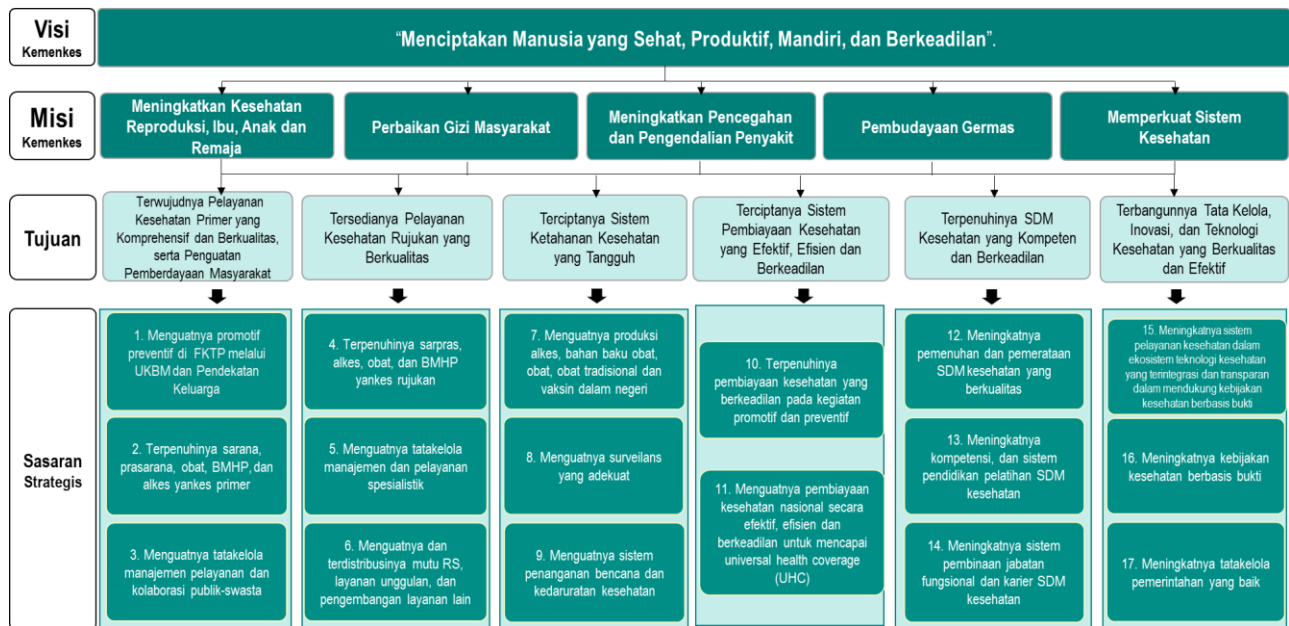 Visi
Kemenkes
“Menciptakan Manusia yang Sehat, Produktif, Mandiri, dan Berkeadilan”.
Misi
Kemenkes
Meningkatkan Kesehatan
Reproduksi, Ibu, Anak dan
Remaja
Perbaikan Gizi Masyarakat
Meningkatkan Pencegahan
dan Pengendalian Penyakit
Pembudayaan Germas
Memperkuat Sistem
Kesehatan
Tujuan
Terwujudnya Pelayanan
Kesehatan Primer yang
Komprehensif dan Berkualitas,
serta Penguatan
Pemberdayaan Masyarakat
Tersedianya Pelayanan
Kesehatan Rujukan yang
Berkualitas
Terciptanya Sistem
Ketahanan Kesehatan
yang Tangguh
Terciptanya Sistem
Pembiayaan Kesehatan
yang Efektif, Efisien dan
Berkeadilan
Terpenuhinya SDM
Kesehatan yang Kompeten
dan Berkeadilan
Terbangunnya Tata Kelola,
Inovasi, dan Teknologi
Kesehatan yang Berkualitas
dan Efektif
Sasaran
Strategis
1. Menguatnya promotif
preventif di FKTP melalui
UKBM dan Pendekatan
Keluarga
2. Terpenuhinya sarana,
prasarana, obat, BMHP, dan
alkes yankes primer
3. Menguatnya tatakelola
manajemen pelayanan dan
kolaborasi publik-swasta
4. Terpenuhinya sarpras,
alkes, obat, dan BMHP
yankes rujukan
5. Menguatnya tatakelola
manajemen dan pelayanan
spesialistik
6. Menguatnya dan
terdistribusinya mutu RS,
layanan unggulan, dan
pengembangan layanan lain
7. Menguatnya produksi
alkes, bahan baku obat,
obat, obat tradisional dan
vaksin dalam negeri
8. Menguatnya surveilans
yang adekuat
9. Menguatnya sistem
penanganan bencana dan
kedaruratan kesehatan
10. Terpenuhinya
pembiayaan kesehatan yang
berkeadilan pada kegiatan
promotif dan preventif
11. Menguatnya pembiayaan
kesehatan nasional secara
efektif, efisien dan
berkeadilan untuk mencapai
universal health coverage
(UHC)
12. Meningkatnya
pemenuhan dan pemerataan
SDM kesehatan yang
berkualitas
13. Meningkatnya
kompetensi, dan sistem
pendidikan pelatihan SDM
kesehatan
14. Meningkatnya sistem
pembinaan jabatan
fungsional dan karier SDM
kesehatan
15. Meningkatnya sistem
pelayanan kesehatan dalam
ekosistem teknologi kesehatan
yang terintegrasi dan transparan
dalam mendukung kebijakan
kesehatan berbasis bukti
16. Meningkatnya kebijakan
kesehatan berbasis bukti
17. Meningkatnya tatakelola
pemerintahan yang baik